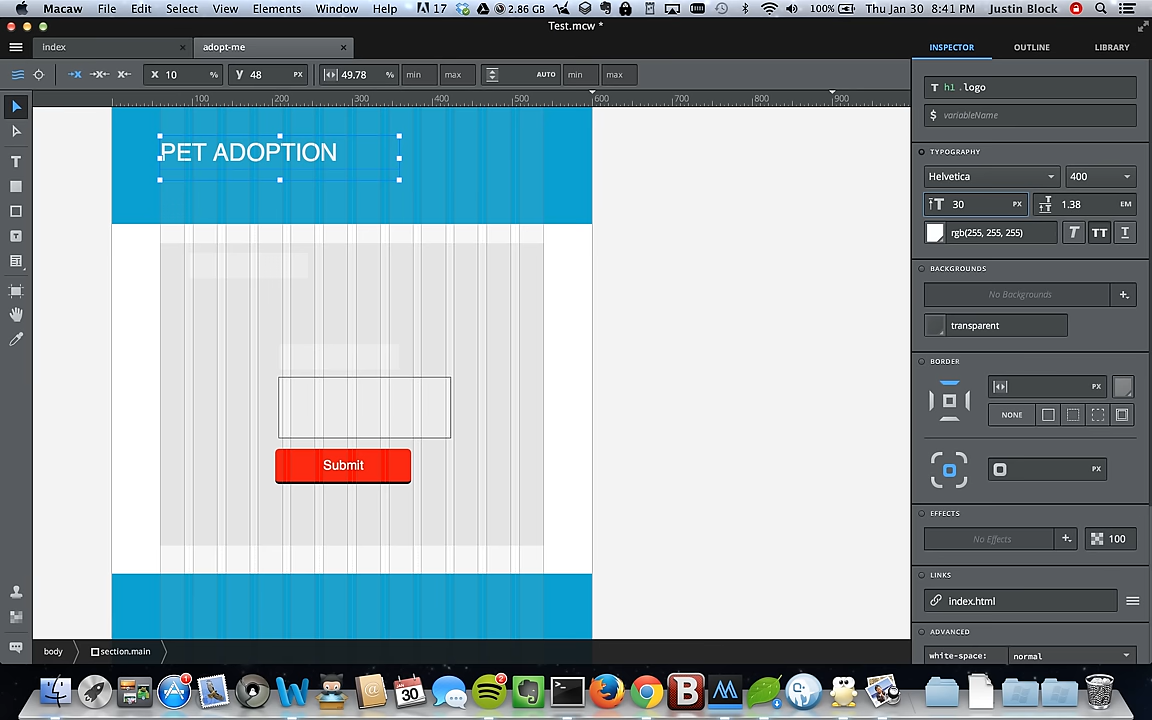 Macaw File Edit Select View Elements Window Help 17 2.86 GB 100% Thu Jan 30 8:41 PM Justin Block
Test.mcw *
index × adopt-me ×
INSPECTOR OUTLINE LIBRARY
X 10 % y 48 PX 49.78 % min max AUTO min max
100 200 300 400 500 600 700 800 900
h1 .logo
$ variableName
TYPOGRAPHY
Helvetica 400
30 PX 1.38 EM
rgb(255, 255, 255) T TT T
BACKGROUNDS
No Backgrounds
transparent
BORDER
PX
NONE
PX
EFFECTS
No Effects 100
LINKS
index.html
ADVANCED
white-space: normal
PET ADOPTION
Submit
body section.main
JAN
30
1
2